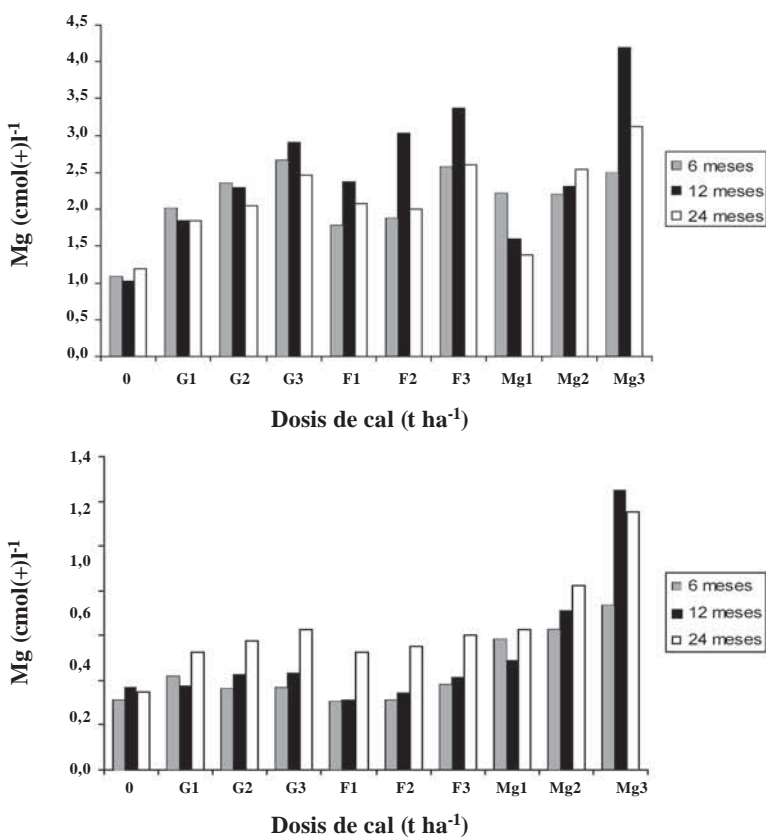 4,5
4,0
3,5
3,0
2,5
2,0
1,5
1,0
0,5
0,0
Mg (cmol(+)l-1
6 meses
12 meses
24 meses
0 G1 G2 G3 F1 F2 F3 Mg1 Mg2 Mg3
Dosis de cal (t ha-1)
1,4
1,2
1,0
0,6
0,4
0,2
0,0
Mg (cmol(+)l-1
6 meses
12 meses
24 meses
0 G1 G2 G3 F1 F2 F3 Mg1 Mg2 Mg3
Dosis de cal (t ha-1)